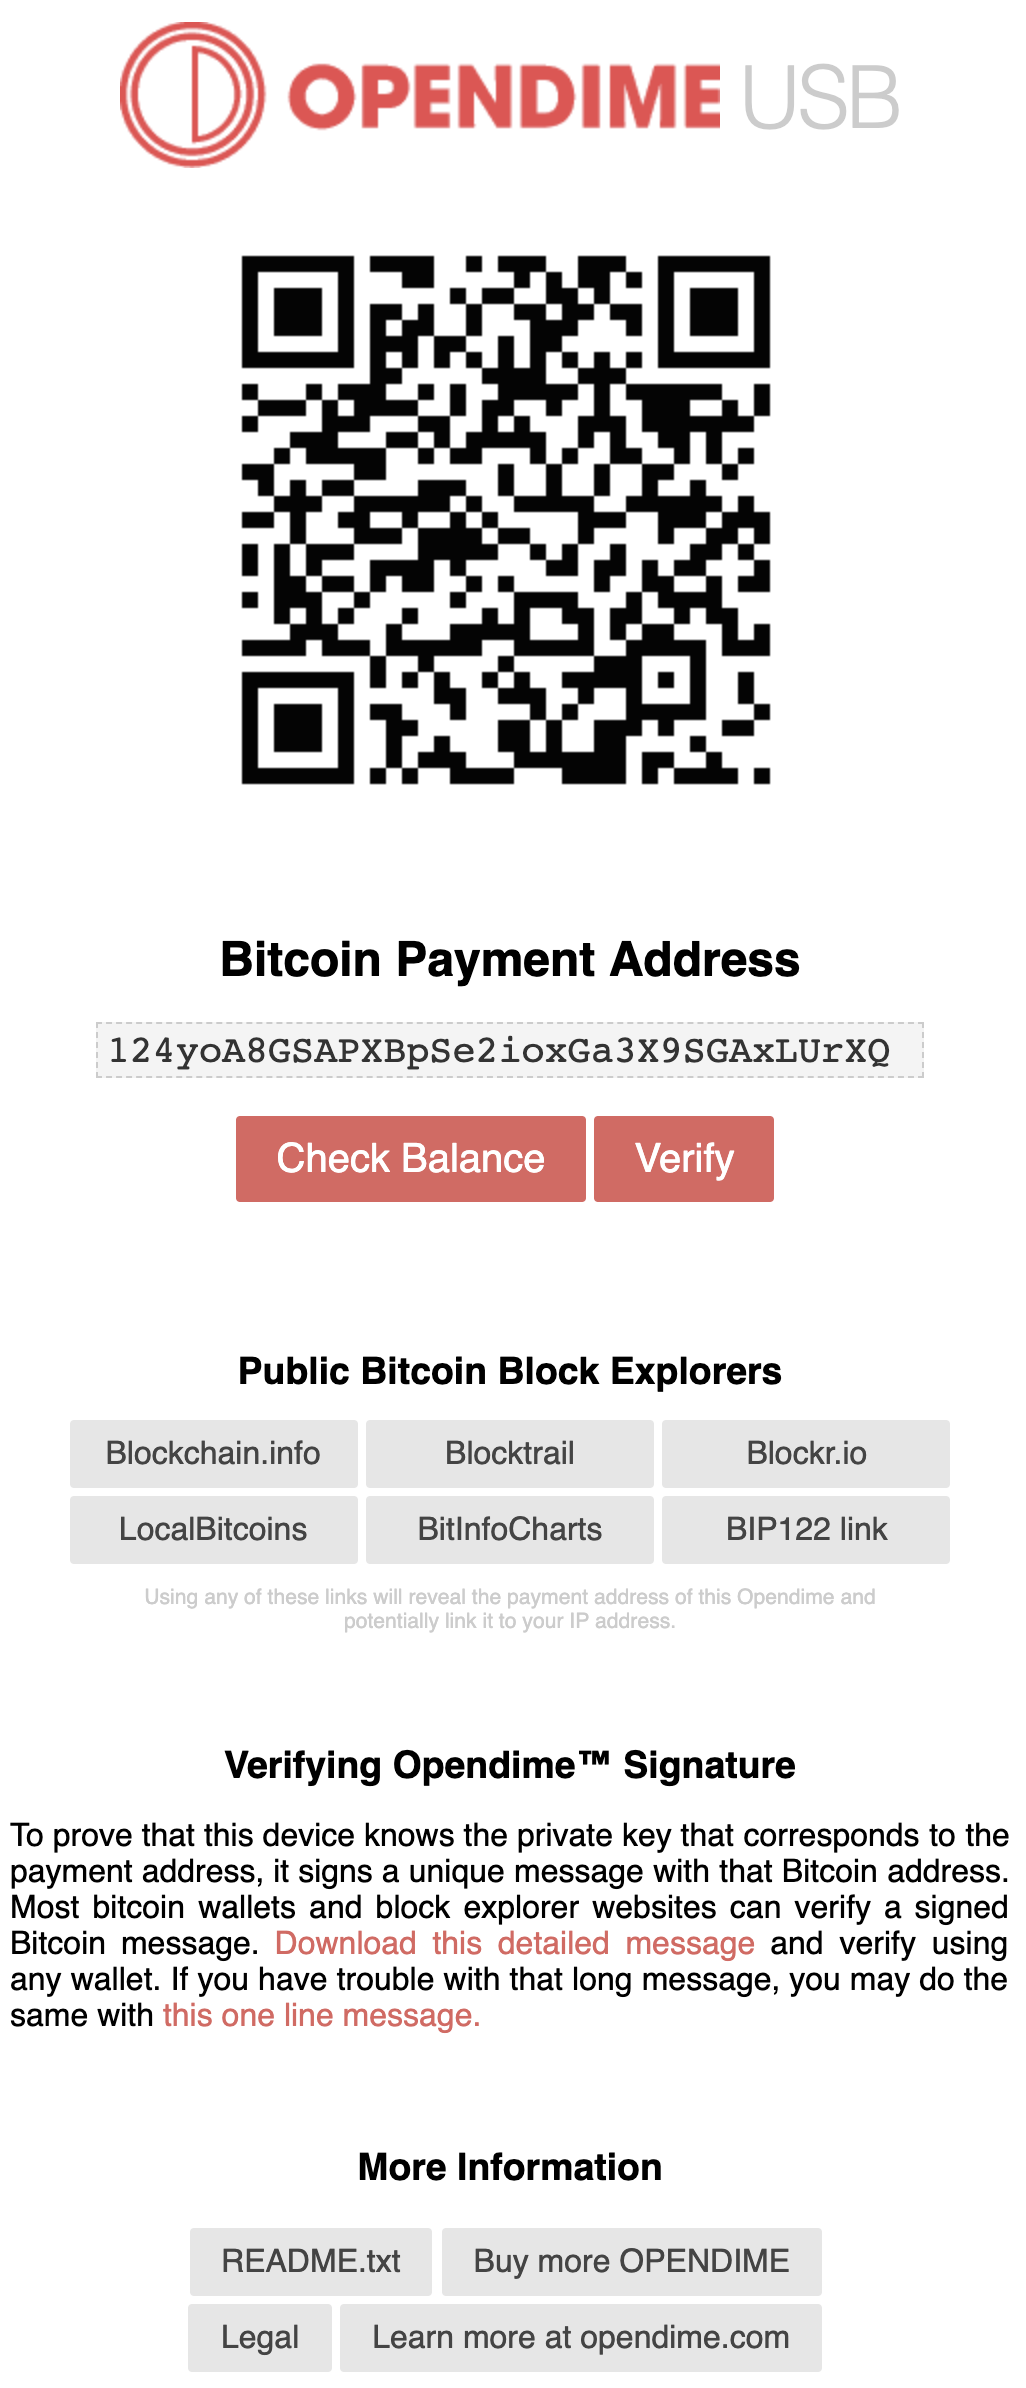 OPENDIME USB
Bitcoin Payment Address
124yoA8GSAPXBpSe2ioxGa3X9SGAxLUrXQ
Check Balance Verify
Public Bitcoin Block Explorers
Blockchain.info Blocktrail Blockr.io
LocalBitcoins BitInfoCharts BIP122 link
Using any of these links will reveal the payment address of this Opendime and
potentially link it to your IP address.
Verifying Opendime™ Signature
To prove that this device knows the private key that corresponds to the
payment address, it signs a unique message with that Bitcoin address.
Most bitcoin wallets and block explorer websites can verify a signed
Bitcoin message. Download this detailed message and verify using
any wallet. If you have trouble with that long message, you may do the
same with this one line message.
More Information
README.txt Buy more OPENDIME
Legal Learn more at opendime.com